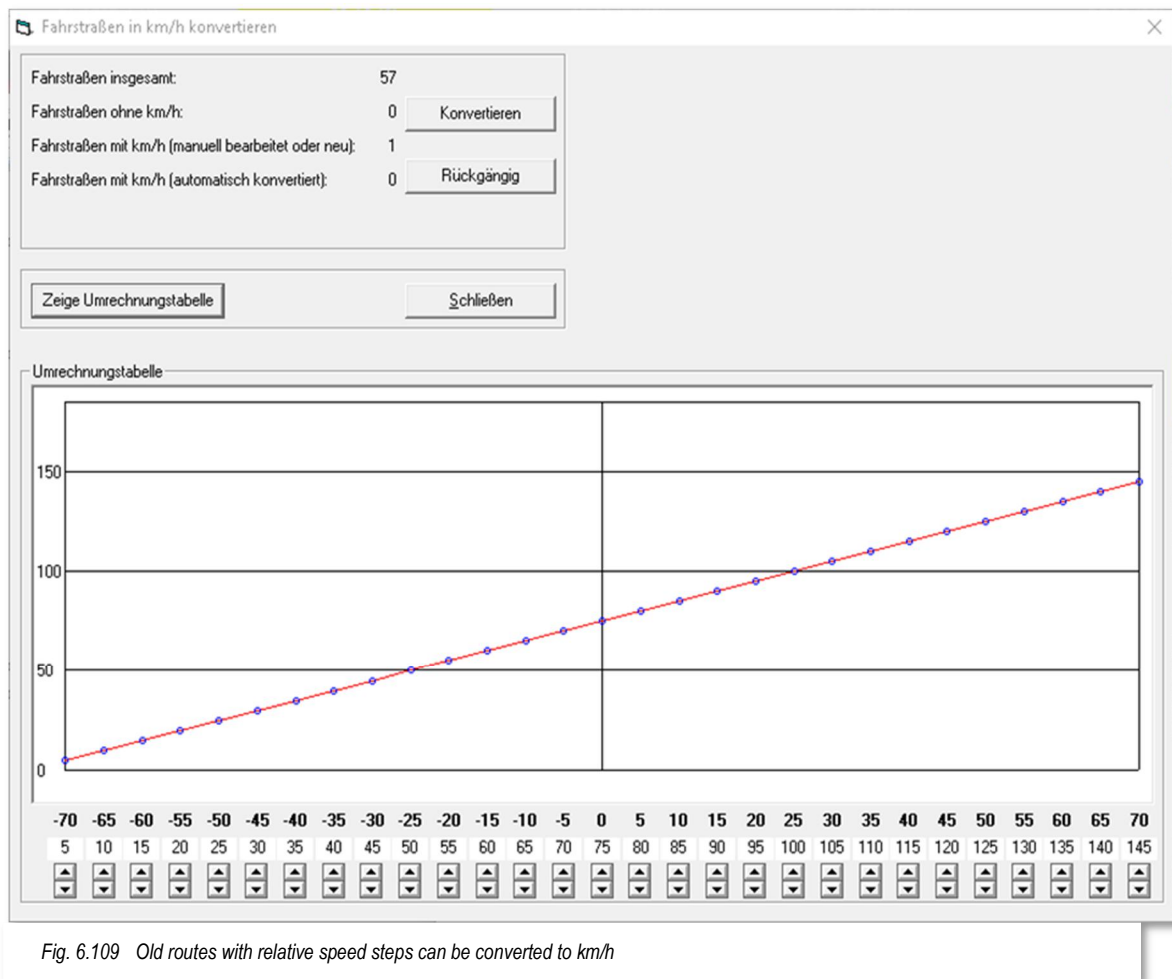 Fahrstraßen in km/h konvertieren
Fahrstraßen insgesamt: 57
Fahrstraßen ohne km/h: 0 Konvertieren
Fahrstraßen mit km/h (manuell bearbeitet oder neu): 1
Fahrstraßen mit km/h (automatisch konvertiert): 0 Rückgängig
Zeige Umrechnungstabelle Schließen
Umrechnungstabelle
150
100
50
0
-70 -65 -60 -55 -50 -45 -40 -35 -30 -25 -20 -15 -10 -5 0 5 10 15 20 25 30 35 40 45 50 55 60 65 70
5 10 15 20 25 30 35 40 45 50 55 60 65 70 75 80 85 90 95 100 105 110 115 120 125 130 135 140 145
Fig. 6.109 Old routes with relative speed steps can be converted to km/h